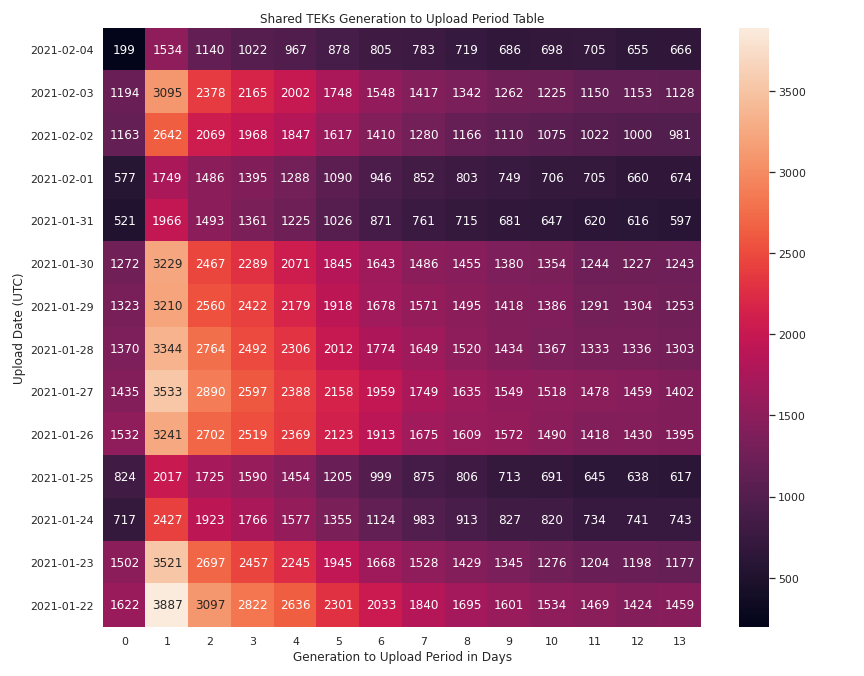 Shared TEKs Generation to Upload Period Table
2021-02-04 199 1534 1140 1022 967 878 805 783 719 686 698 705 655 666
2021-02-03 1194 3095 2378 2165 2002 1748 1548 1417 1342 1262 1225 1150 1153 1128
2021-02-02 1163 2642 2069 1968 1847 1617 1410 1280 1166 1110 1075 1022 1000 981
2021-02-01 577 1749 1486 1395 1288 1090 946 852 803 749 706 705 660 674
2021-01-31 521 1966 1493 1361 1225 1026 871 761 715 681 647 620 616 597
2021-01-30 1272 3229 2467 2289 2071 1845 1643 1486 1455 1380 1354 1244 1227 1243
2021-01-29 1323 3210 2560 2422 2179 1918 1678 1571 1495 1418 1386 1291 1304 1253
2021-01-28 1370 3344 2764 2492 2306 2012 1774 1649 1520 1434 1367 1333 1336 1303
2021-01-27 1435 3533 2890 2597 2388 2158 1959 1749 1635 1549 1518 1478 1459 1402
2021-01-26 1532 3241 2702 2519 2369 2123 1913 1675 1609 1572 1490 1418 1430 1395
2021-01-25 824 2017 1725 1590 1454 1205 999 875 806 713 691 645 638 617
2021-01-24 717 2427 1923 1766 1577 1355 1124 983 913 827 820 734 741 743
2021-01-23 1502 3521 2697 2457 2245 1945 1668 1528 1429 1345 1276 1204 1198 1177
2021-01-22 1622 3887 3097 2822 2636 2301 2033 1840 1695 1601 1534 1469 1424 1459
0 1 2 3 4 5 6 7 8 9 10 11 12 13
Generation to Upload Period in Days
Upload Date (UTC)
3500
3000
2500
2000
1500
1000
500